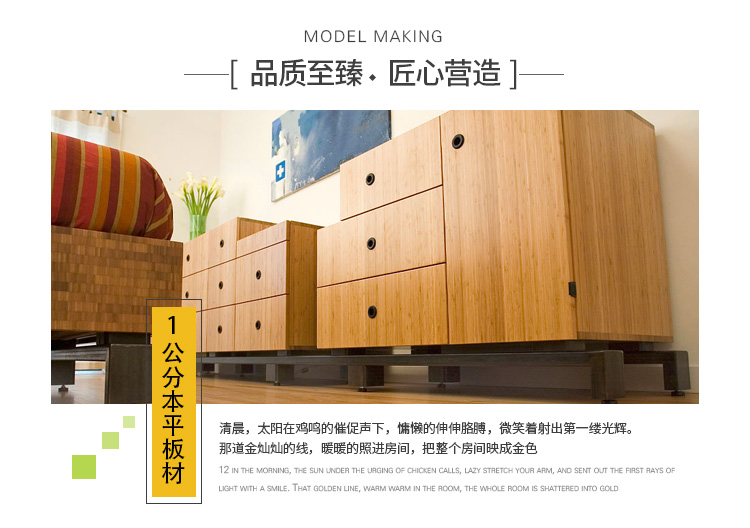 MODEL MAKING
[ 品质至臻 · 匠心营造 ]
1公分本平板材
清晨，太阳在鸡鸣的催促声下，慵懒的伸伸胳膊，微笑着射出第一缕光辉。
那道金灿灿的线，暖暖的照进房间，把整个房间映成金色
12 IN THE MORNING, THE SUN UNDER THE URGING OF CHICKEN CALLS, LAZY STRETCH YOUR ARM, AND SENT OUT THE FIRST RAYS OF
LIGHT WITH A SMILE. THAT GOLDEN LINE, WARM WARM IN THE ROOM, THE WHOLE ROOM IS SHATTERED INTO GOLD